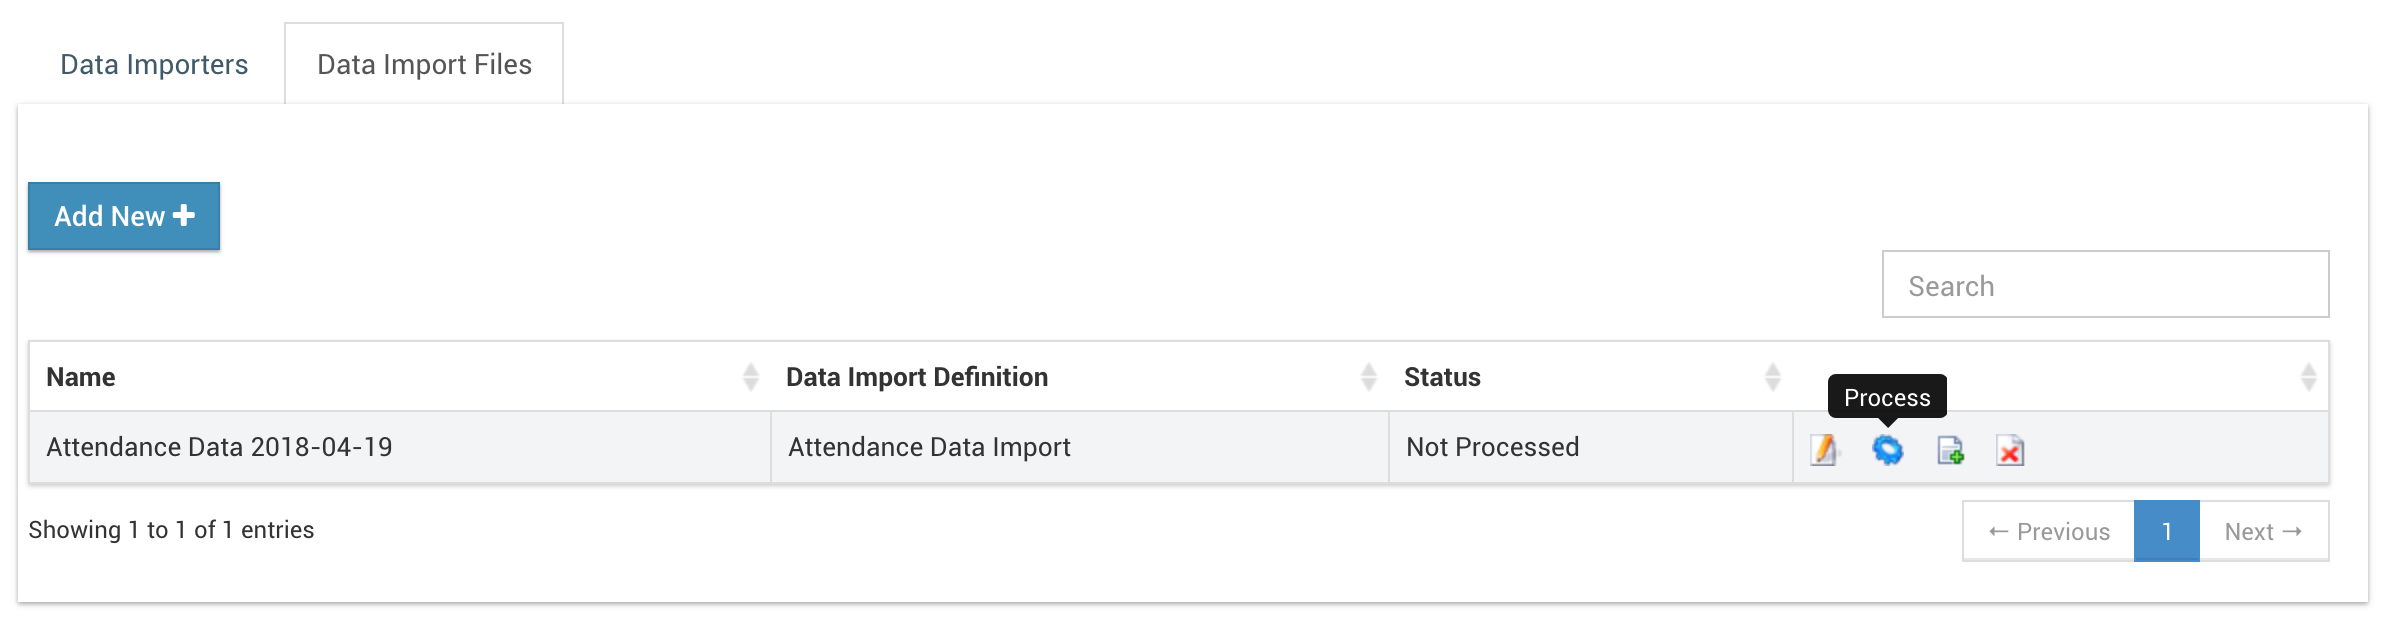 Data Importers Data Import Files
Add New
Search
Name Data Import Definition Status
Process
Attendance Data 2018-04-19 Attendance Data Import Not Processed
Showing 1 to 1 of 1 entries
← Previous 1 Next →